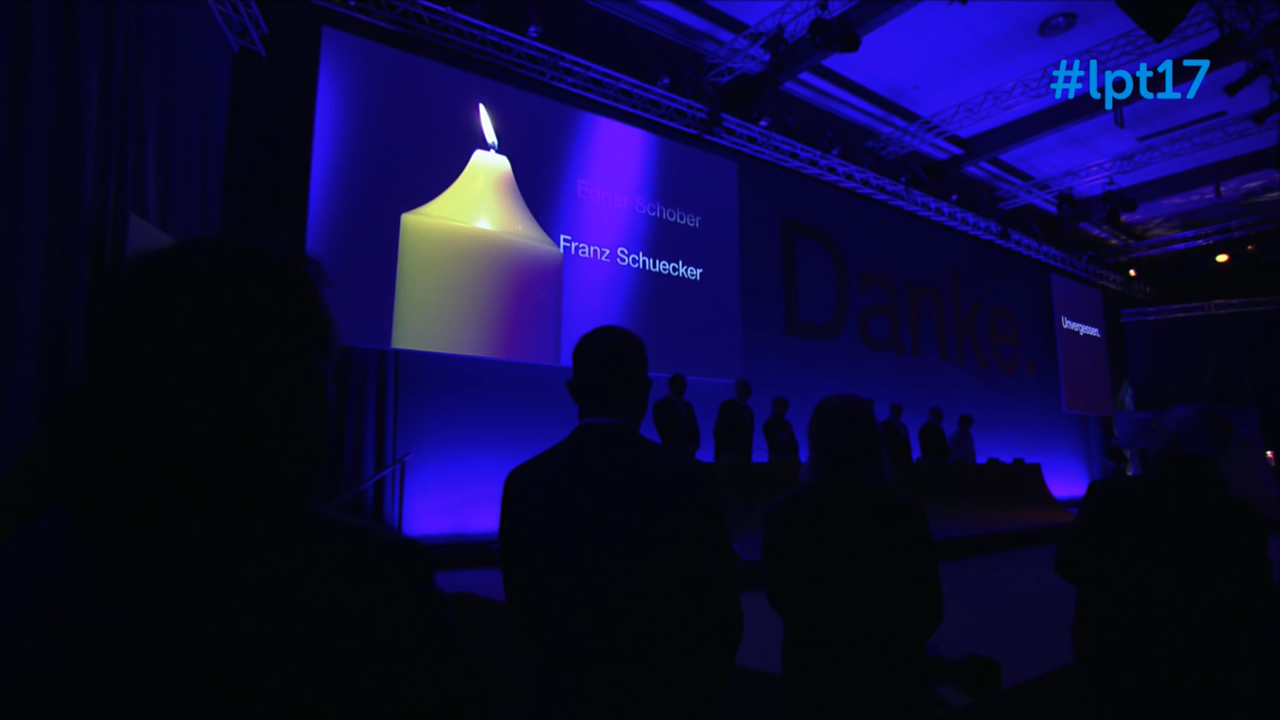 #lpt17
Edgar Schober
Franz Schuecker
Danke.
Unvergessen.